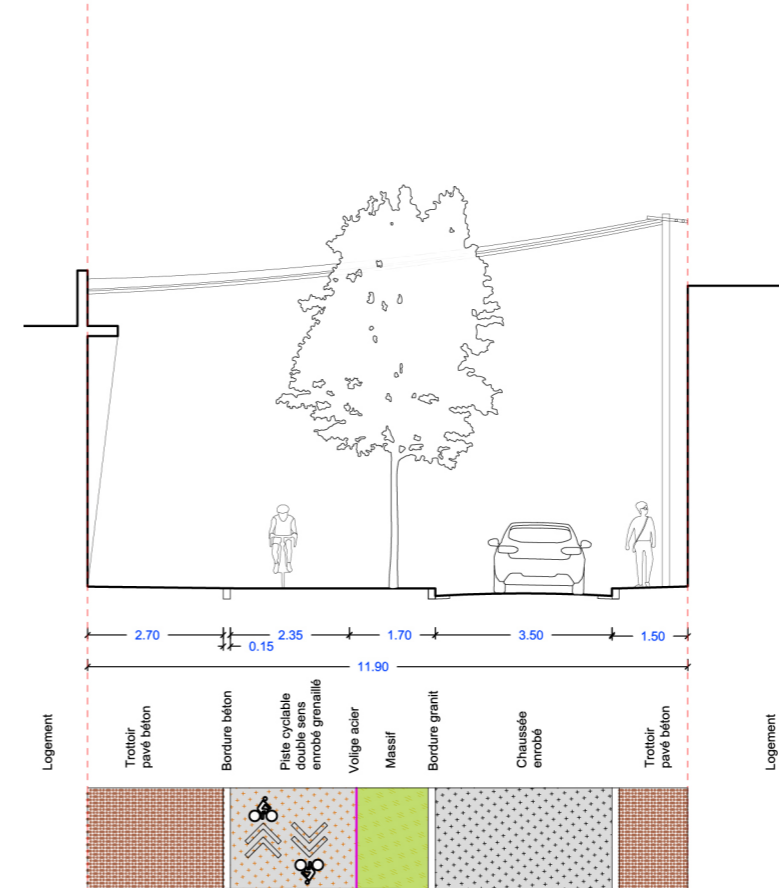 2.70
0.15
2.35
1.70
3.50
1.50
11.90
Logement
Trottoir
pavé béton
Bordure béton
Piste cyclable
double sens
enrobé grenaillé
Volige acier
Massif
Bordure granit
Chaussée
enrobé
Trottoir
pavé béton
Logement